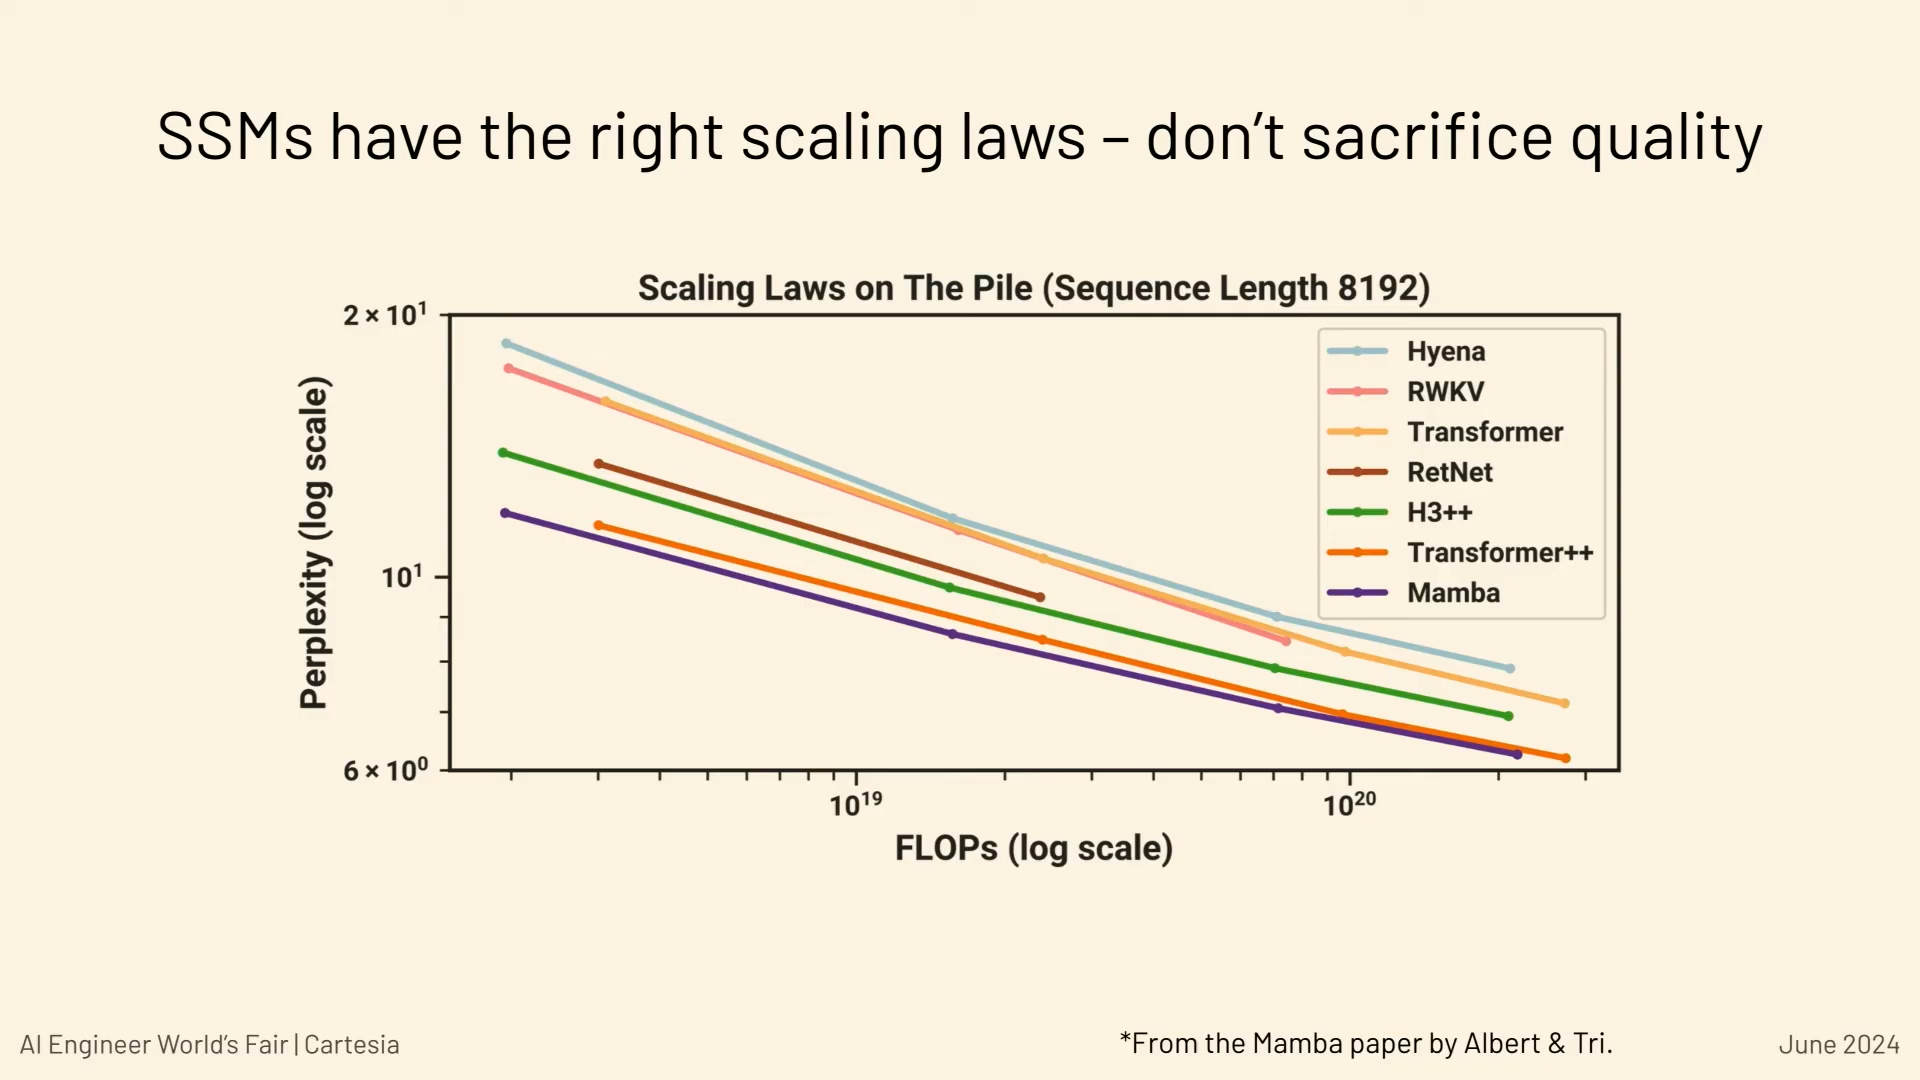 SSMs have the right scaling laws – don't sacrifice quality
Scaling Laws on The Pile (Sequence Length 8192)
2 × 10¹
10¹
6 × 10⁰
Perplexity (log scale)
Hyena
RWKV
Transformer
RetNet
H3++
Transformer++
Mamba
10¹⁹
10²⁰
FLOPs (log scale)
AI Engineer World's Fair | Cartesia
*From the Mamba paper by Albert & Tri.
June 2024